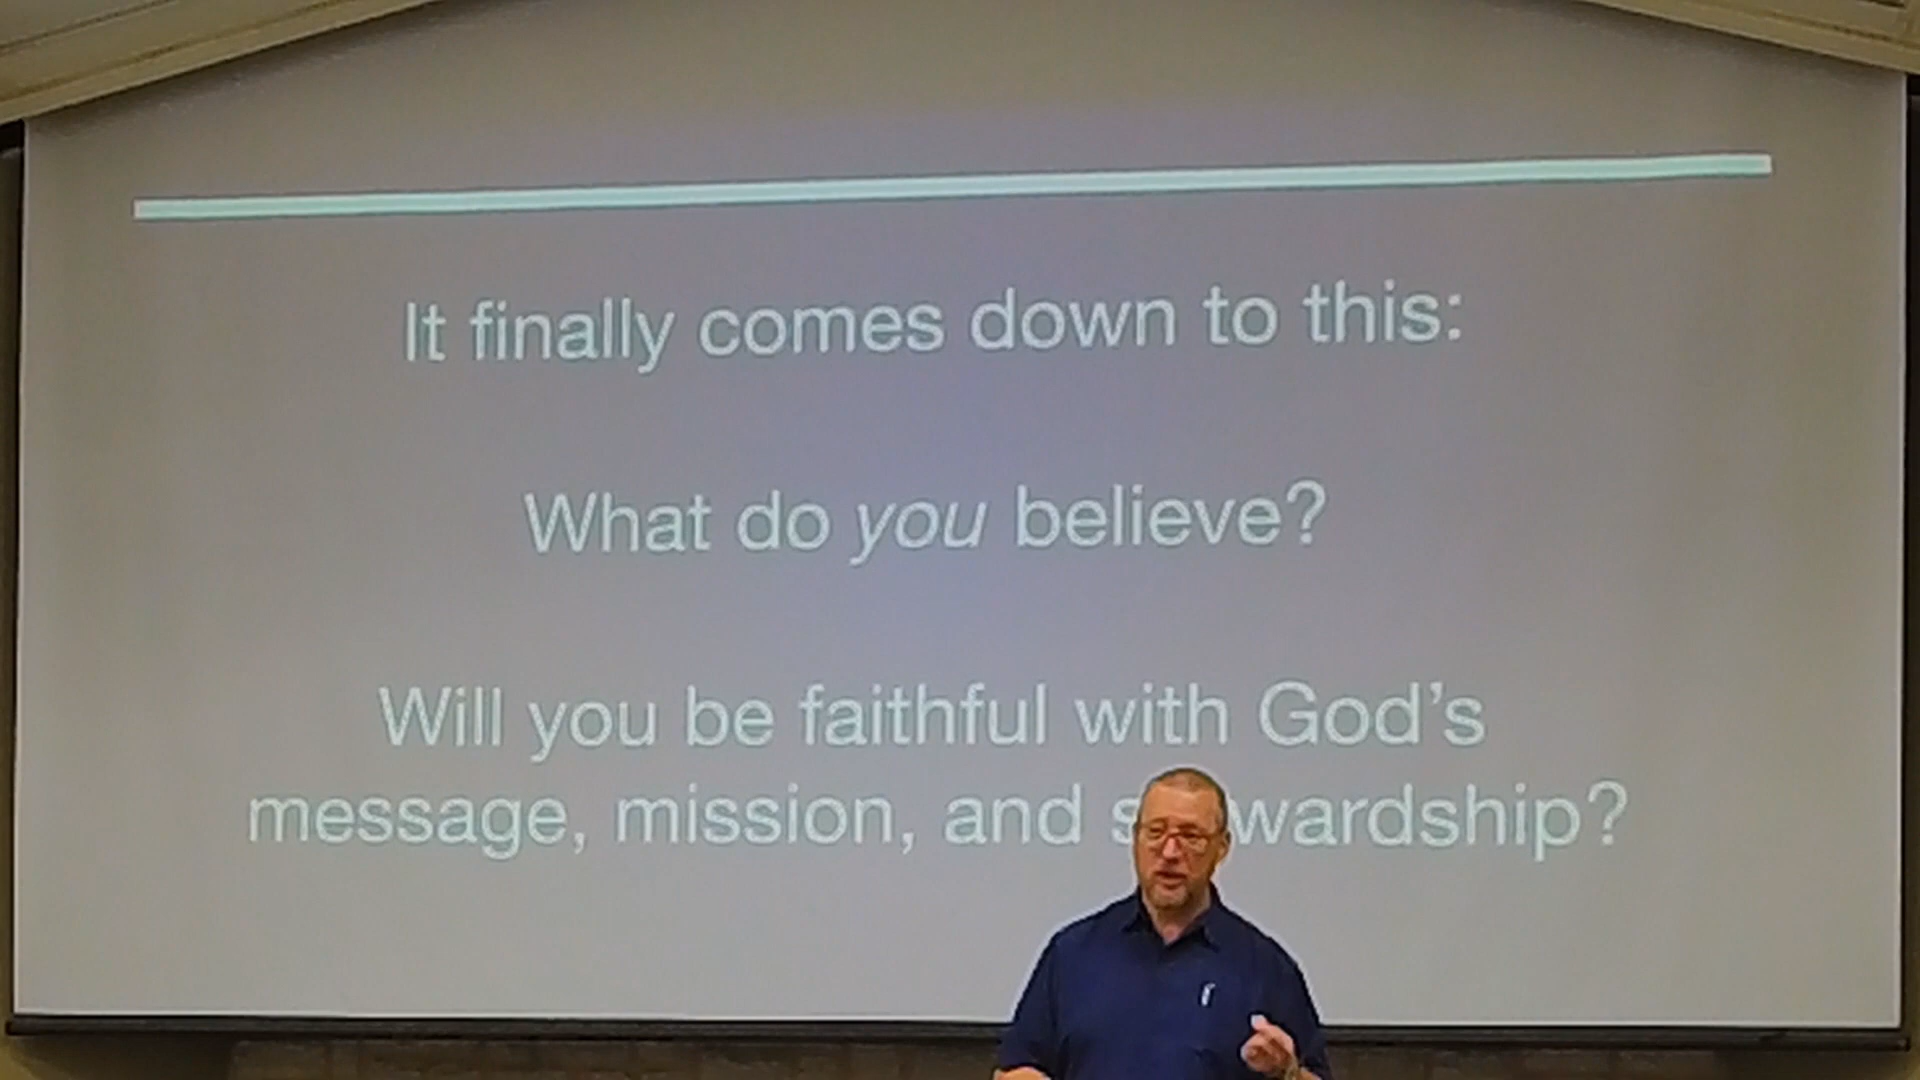 It finally comes down to this:
What do you believe?
Will you be faithful with God's
message, mission, and stewardship?